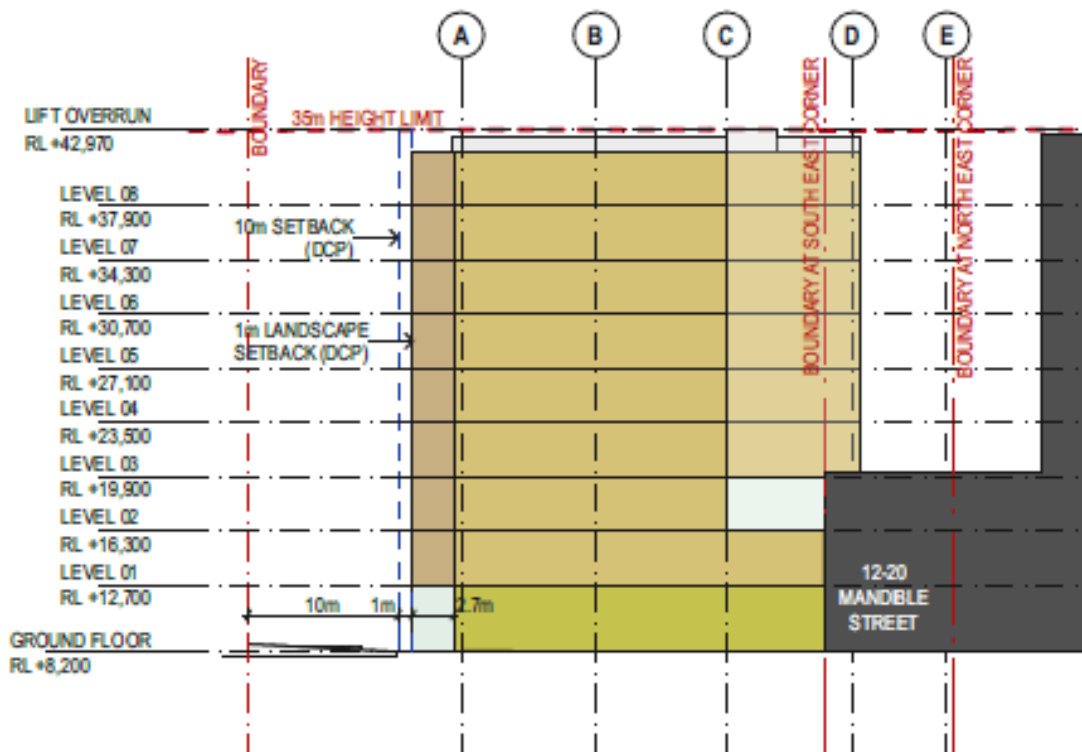 A B C D E
BOUNDARY
LIFT OVERRUN
RL +42,970
35m HEIGHT LIMIT
LEVEL 08
RL +37,900
10m SETBACK
(DCP)
LEVEL 07
RL +34,300
LEVEL 06
RL +30,700
1m LANDSCAPE
SETBACK (DCP)
LEVEL 05
RL +27,100
LEVEL 04
RL +23,500
LEVEL 03
RL +19,900
LEVEL 02
RL +16,300
LEVEL 01
RL +12,700
10m 1m 2.7m
GROUND FLOOR
RL +8,200
BOUNDARY AT SOUTH EAST CORNER
BOUNDARY AT NORTH EAST CORNER
12-20
MANDIBLE
STREET